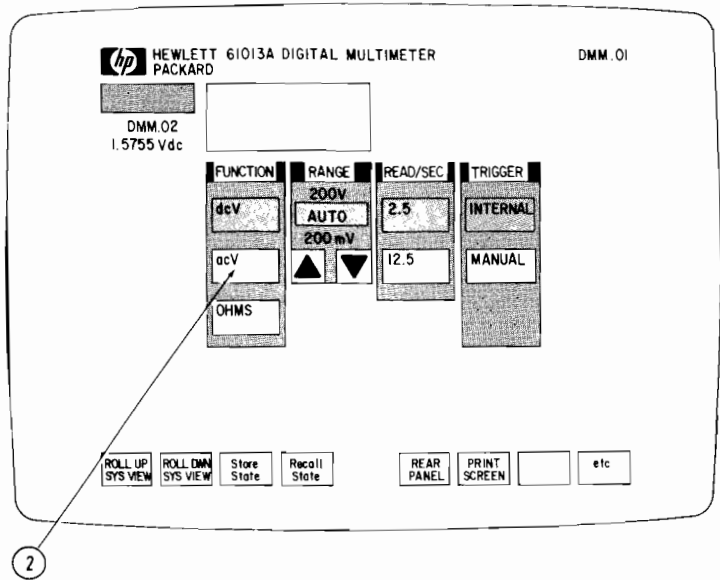 hp HEWLETT 61013A DIGITAL MULTIMETER
PACKARD
DMM.01
DMM.02
1.5755 Vdc
FUNCTION
dcV
acV
OHMS
RANGE
200V
AUTO
200 mV
READ/SEC
2.5
12.5
TRIGGER
INTERNAL
MANUAL
ROLL UP
SYS VIEW
ROLL DWN
SYS VIEW
Store
State
Recall
State
REAR
PANEL
PRINT
SCREEN
etc
2